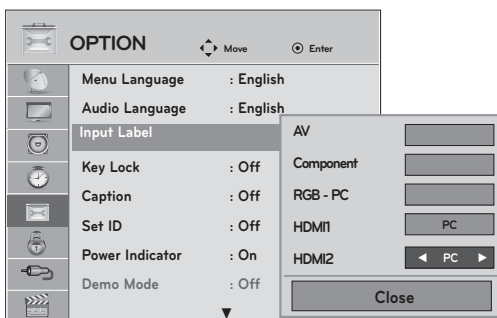 OPTION Move Enter
Menu Language : English
Audio Language : English
Input Label
Key Lock : Off
Caption : Off
Set ID : Off
Power Indicator : On
Demo Mode : Off
AV
Component
RGB - PC
HDMI1 PC
HDMI2 ◀ PC ▶
Close